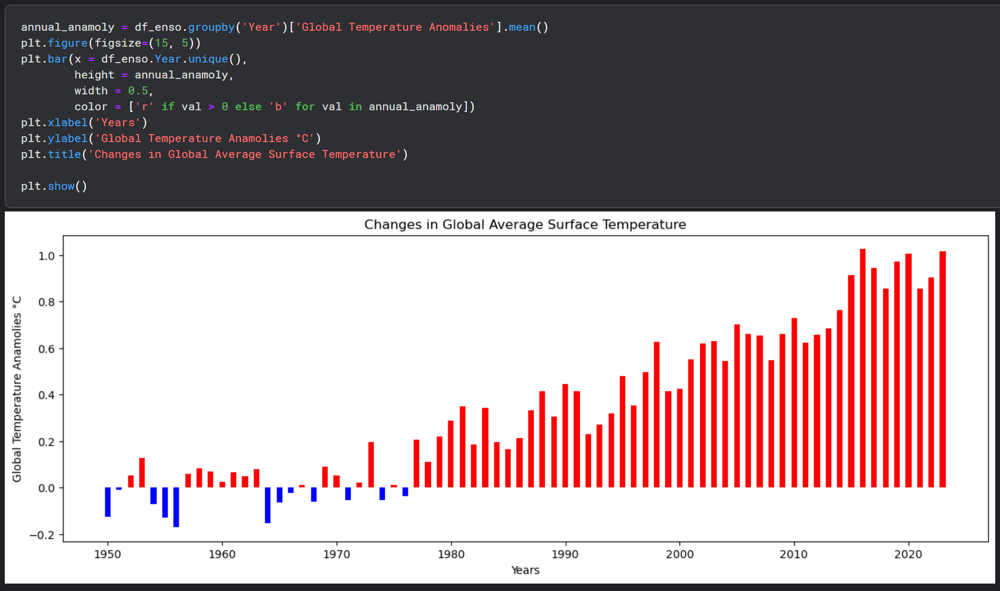 annual_anamoly = df_enso.groupby('Year')['Global Temperature Anomalies'].mean()
plt.figure(figsize=(15, 5))
plt.bar(x = df_enso.Year.unique(),
        height = annual_anamoly,
        width = 0.5,
        color = ['r' if val > 0 else 'b' for val in annual_anamoly])
plt.xlabel('Years')
plt.ylabel('Global Temperature Anamolies °C')
plt.title('Changes in Global Average Surface Temperature')
plt.show()
Changes in Global Average Surface Temperature
Global Temperature Anamolies °C
1.0
0.8
0.6
0.4
0.2
0.0
−0.2
1950 1960 1970 1980 1990 2000 2010 2020
Years